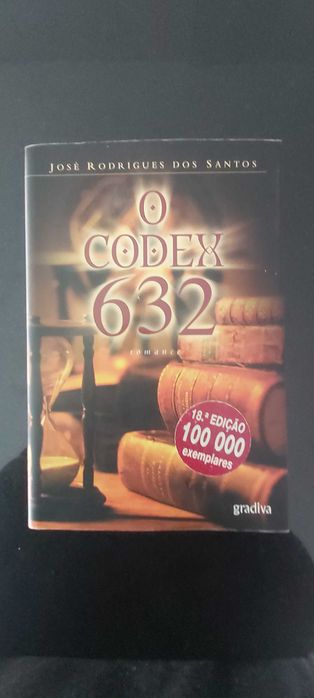 JOSÉ RODRIGUES DOS SANTOS
O
CODEX
632
romance
18.ª EDIÇÃO
100 000
exemplares
gradiva